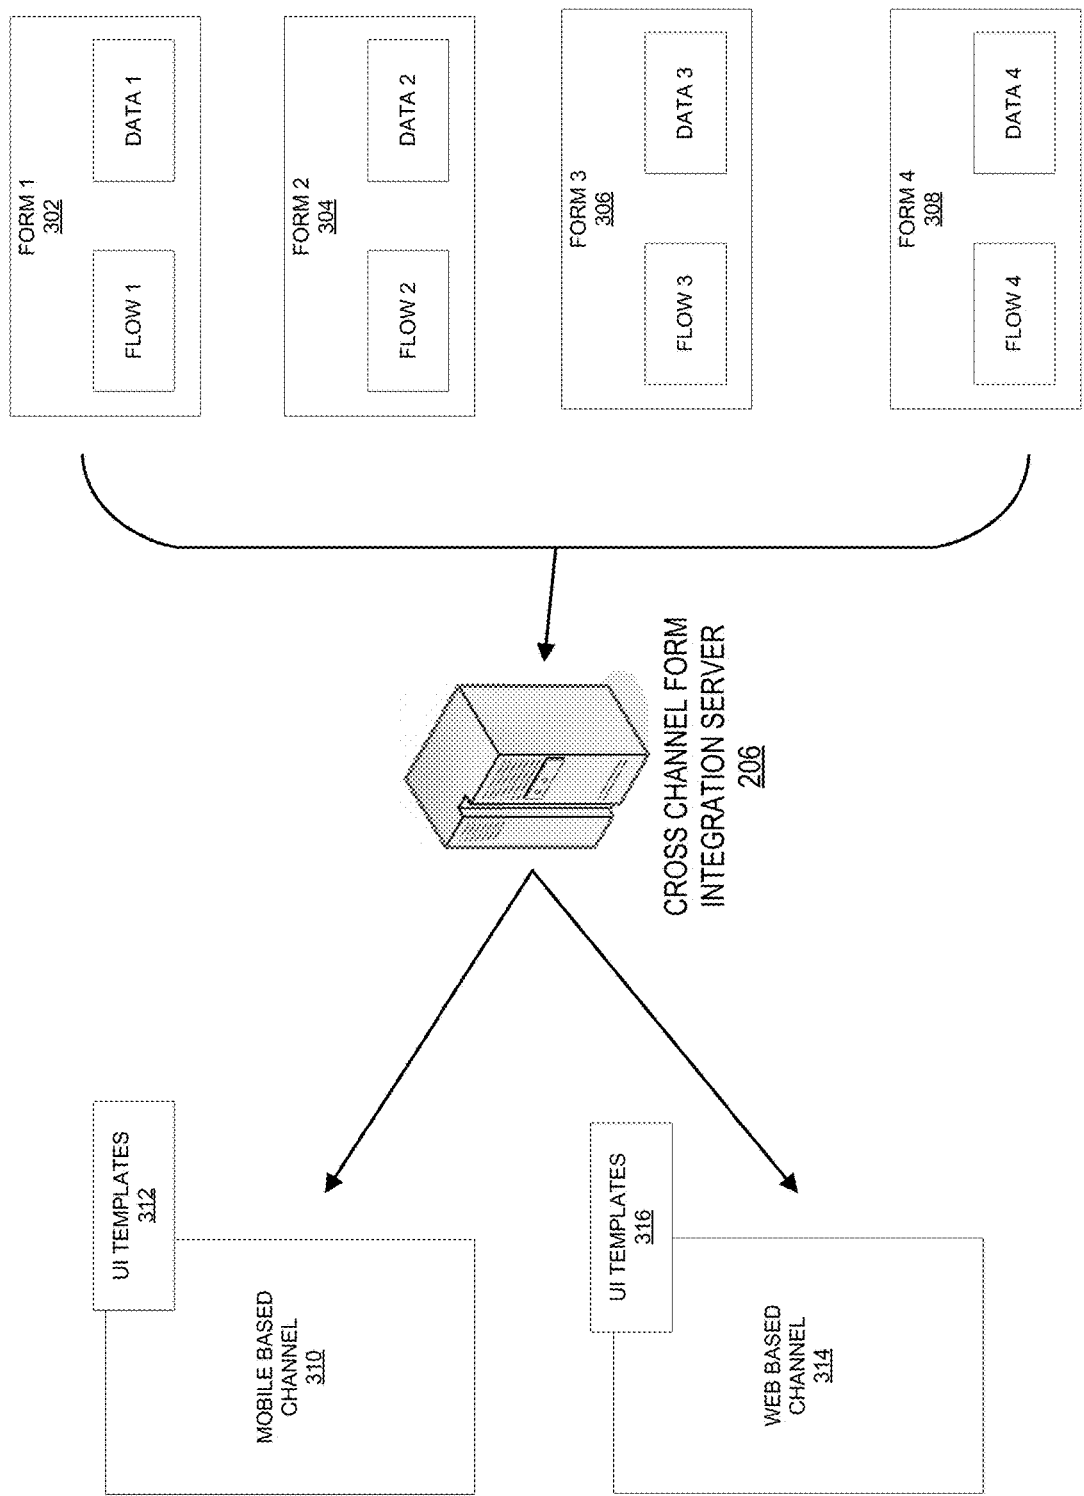 FORM 1
302
FLOW 1
DATA 1
FORM 2
304
FLOW 2
DATA 2
FORM 3
306
FLOW 3
DATA 3
FORM 4
308
FLOW 4
DATA 4
CROSS CHANNEL FORM
INTEGRATION SERVER
206
UI TEMPLATES
312
MOBILE BASED
CHANNEL
310
UI TEMPLATES
316
WEB BASED
CHANNEL
314